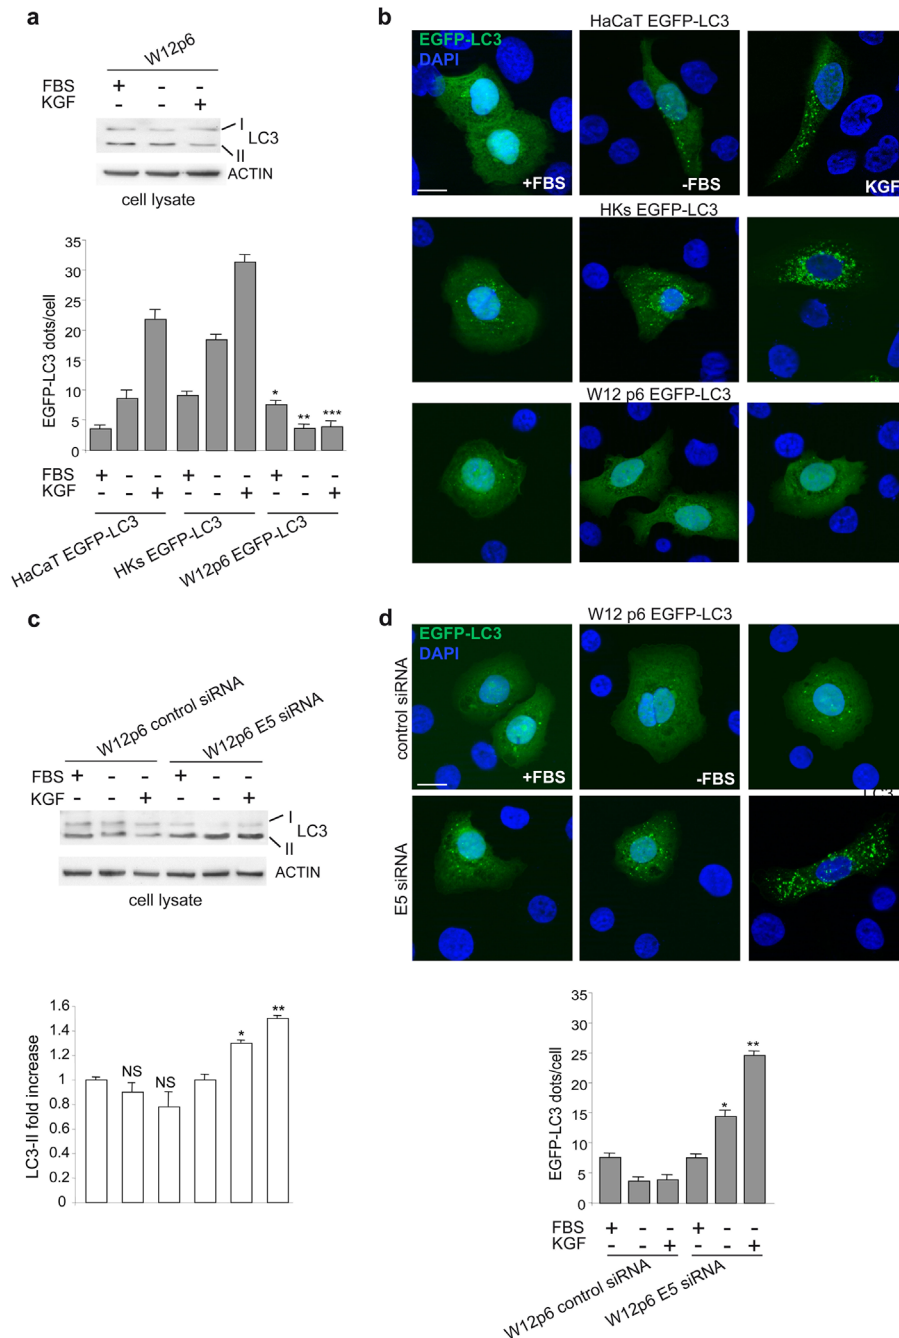 a
W12p6
FBS + - -
KGF - - +
I
LC3
II
ACTIN
cell lysate
EGFP-LC3 dots/cell
35
30
25
20
15
10
5
0
* ** ***
FBS + - - + - - + - -
KGF - - + - - + - - +
HaCaT EGFP-LC3
HKs EGFP-LC3
W12p6 EGFP-LC3
b
HaCaT EGFP-LC3
EGFP-LC3
DAPI
+FBS
-FBS
KGF
HKs EGFP-LC3
W12 p6 EGFP-LC3
c
W12p6 control siRNA
W12p6 E5 siRNA
FBS + - - + - -
KGF - - + - - +
I
LC3
II
ACTIN
cell lysate
LC3-II fold increase
1.6
1.4
1.2
1
0.8
0.6
0.4
0.2
0
NS NS * **
d
W12 p6 EGFP-LC3
control siRNA
EGFP-LC3
DAPI
+FBS
-FBS
E5 siRNA
EGFP-LC3 dots/cell
35
30
25
20
15
10
5
0
* **
FBS + - - + - -
KGF - - + - - +
W12p6 control siRNA
W12p6 E5 siRNA